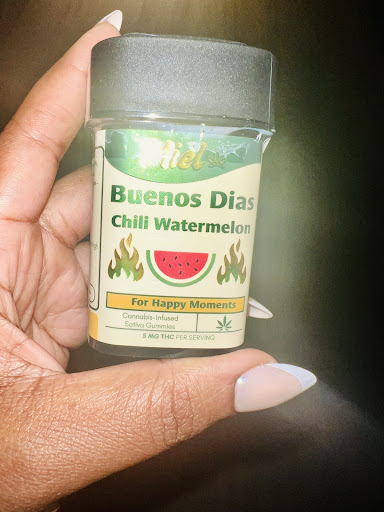 Miel
Buenos Dias
Chili Watermelon
For Happy Moments
Cannabis-Infused
Sativa Gummies
5 MG THC PER SERVING